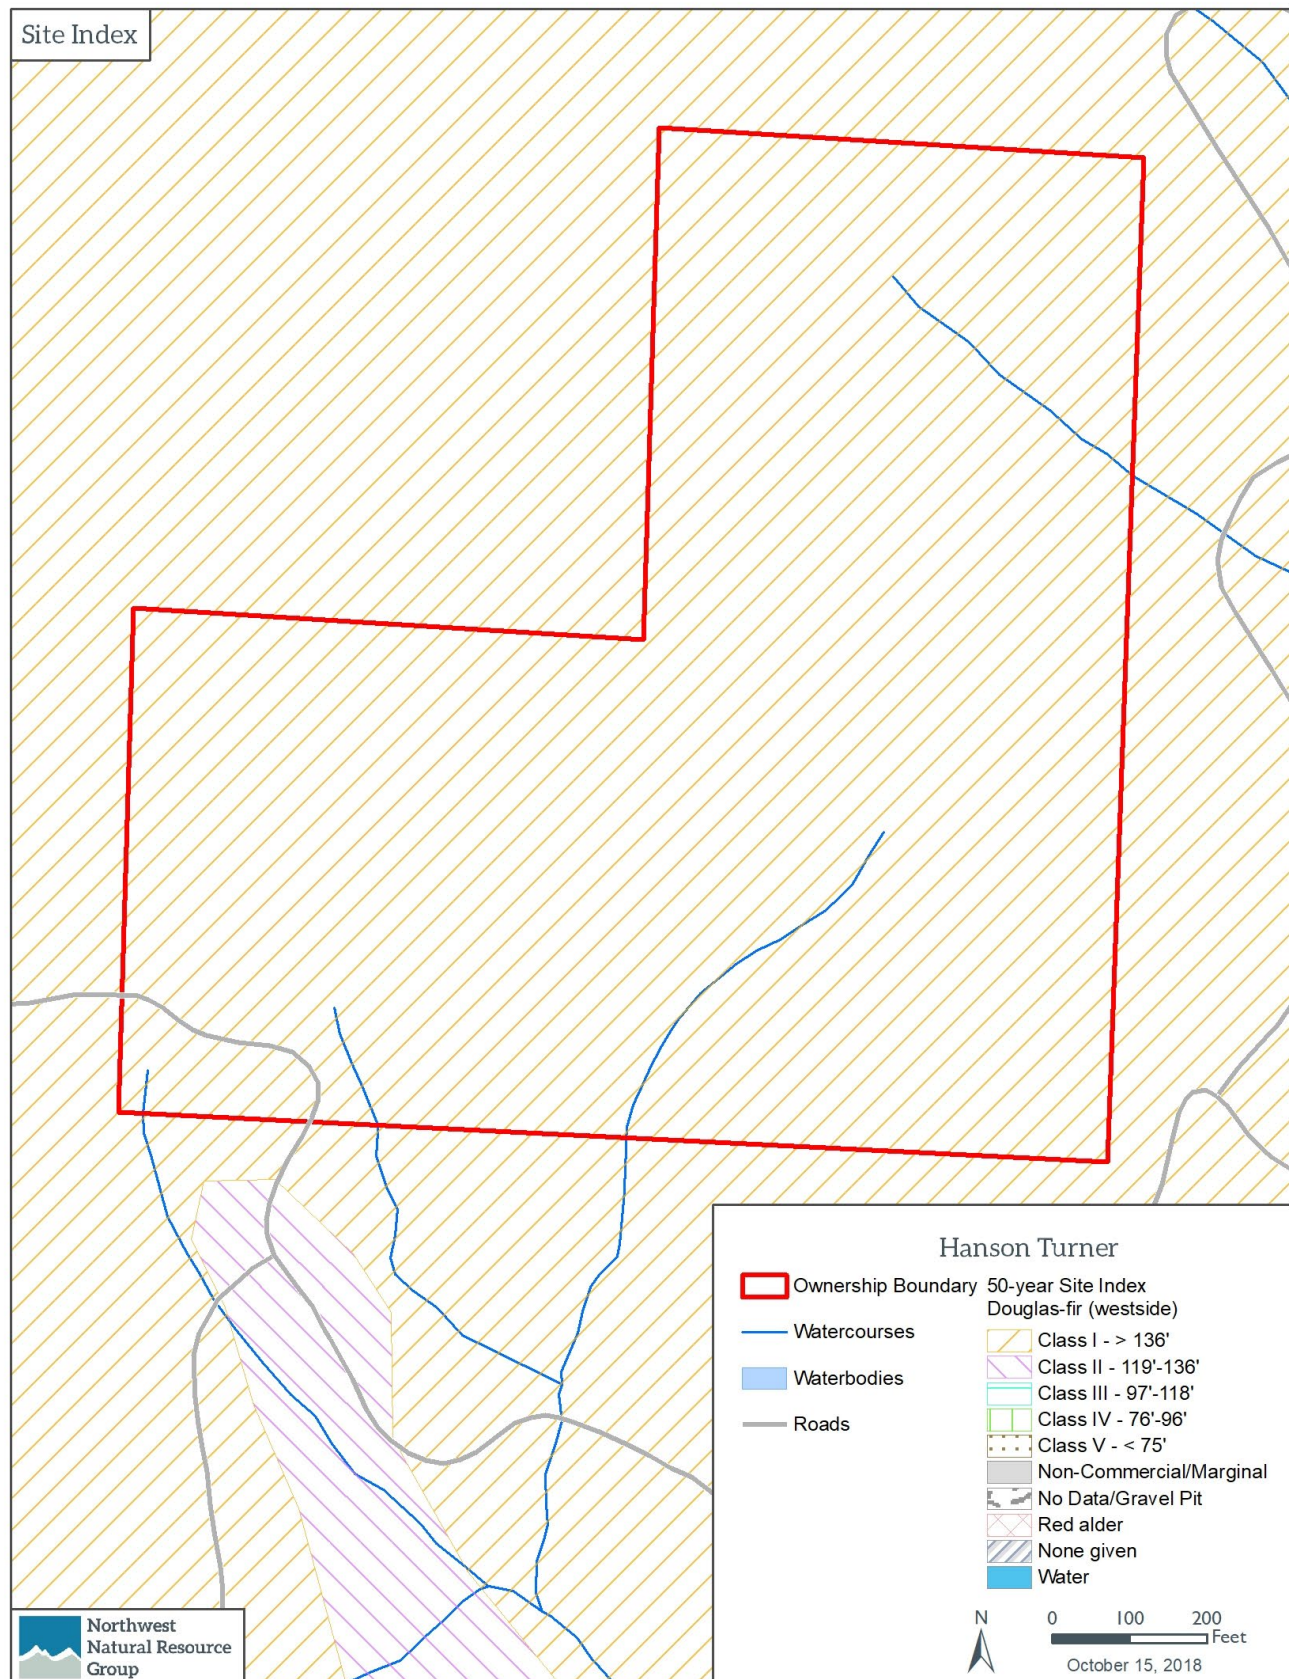 Site Index
Hanson Turner
Ownership Boundary
Watercourses
Waterbodies
Roads
50-year Site Index
Douglas-fir (westside)
Class I - > 136'
Class II - 119'-136'
Class III - 97'-118'
Class IV - 76'-96'
Class V - < 75'
Non-Commercial/Marginal
No Data/Gravel Pit
Red alder
None given
Water
N
0 100 200
Feet
October 15, 2018
Northwest
Natural Resource
Group